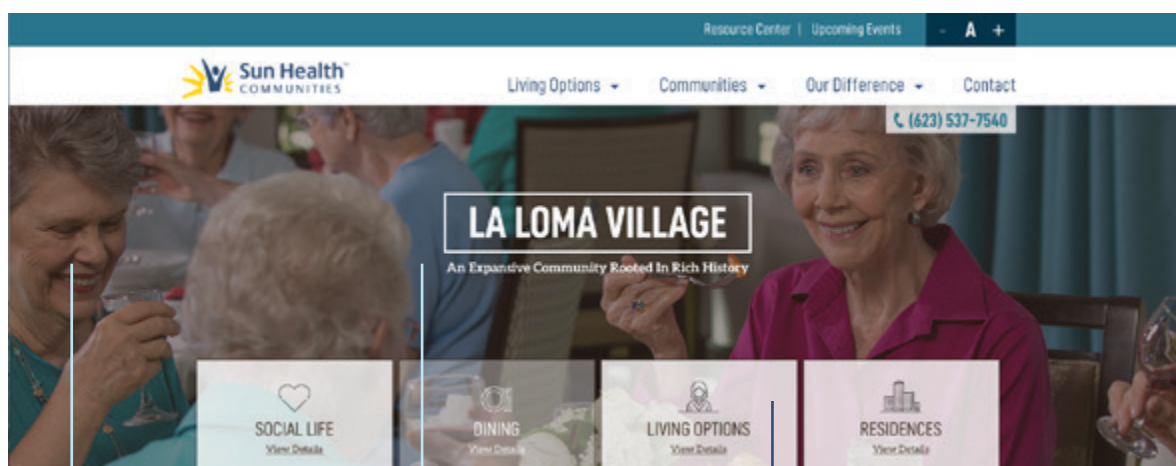 Resource Center | Upcoming Events - A +
Sun Health™
COMMUNITIES
Living Options Communities Our Difference Contact
(623) 537-7540
LA LOMA VILLAGE
An Expansive Community Rooted In Rich History
SOCIAL LIFE
View Details
DINING
View Details
LIVING OPTIONS
View Details
RESIDENCES
View Details